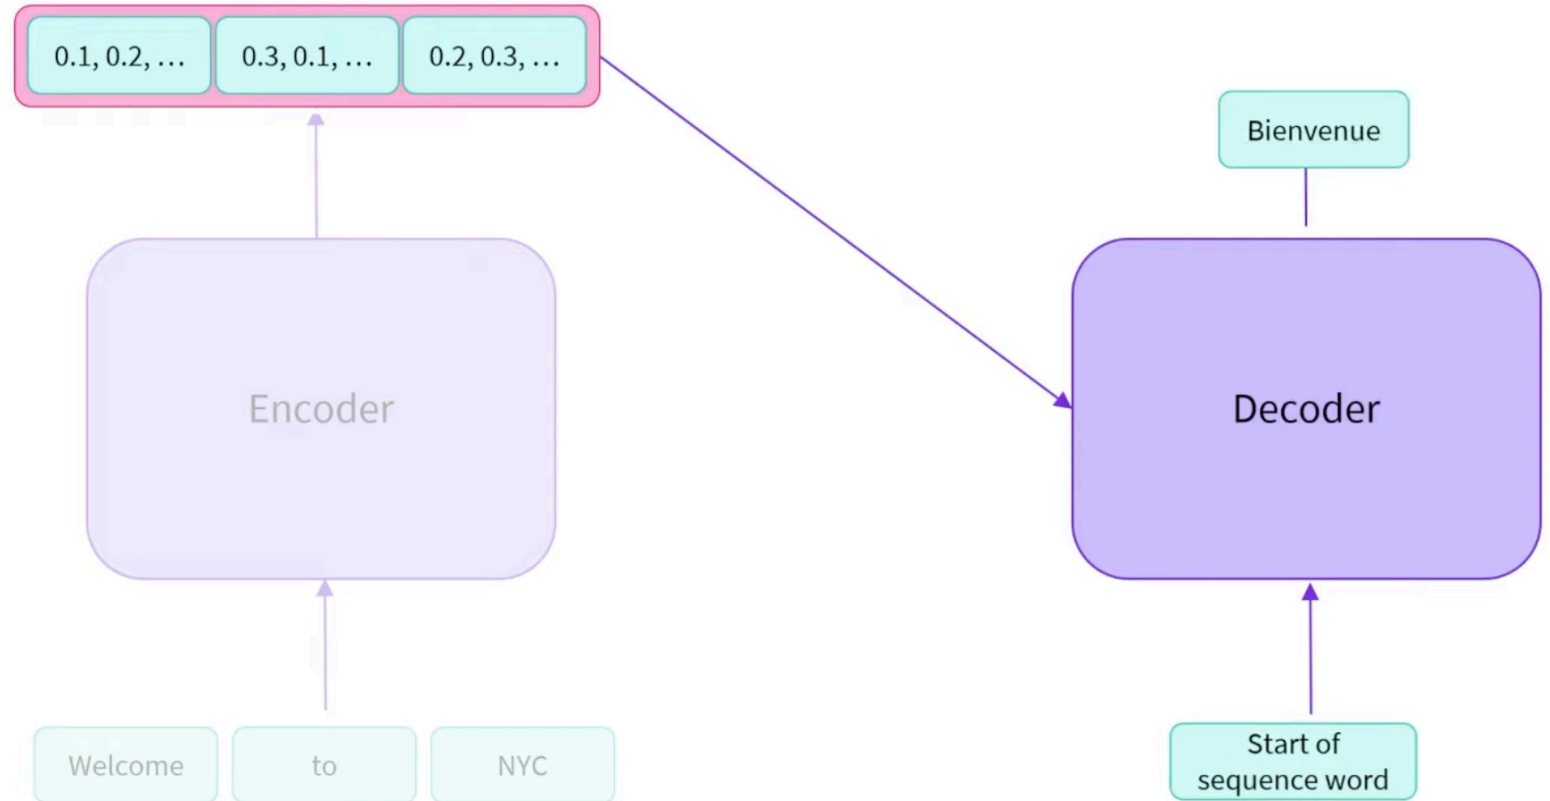 0.1, 0.2, …
0.3, 0.1, …
0.2, 0.3, …
Bienvenue
Encoder
Decoder
Welcome
to
NYC
Start of
sequence word